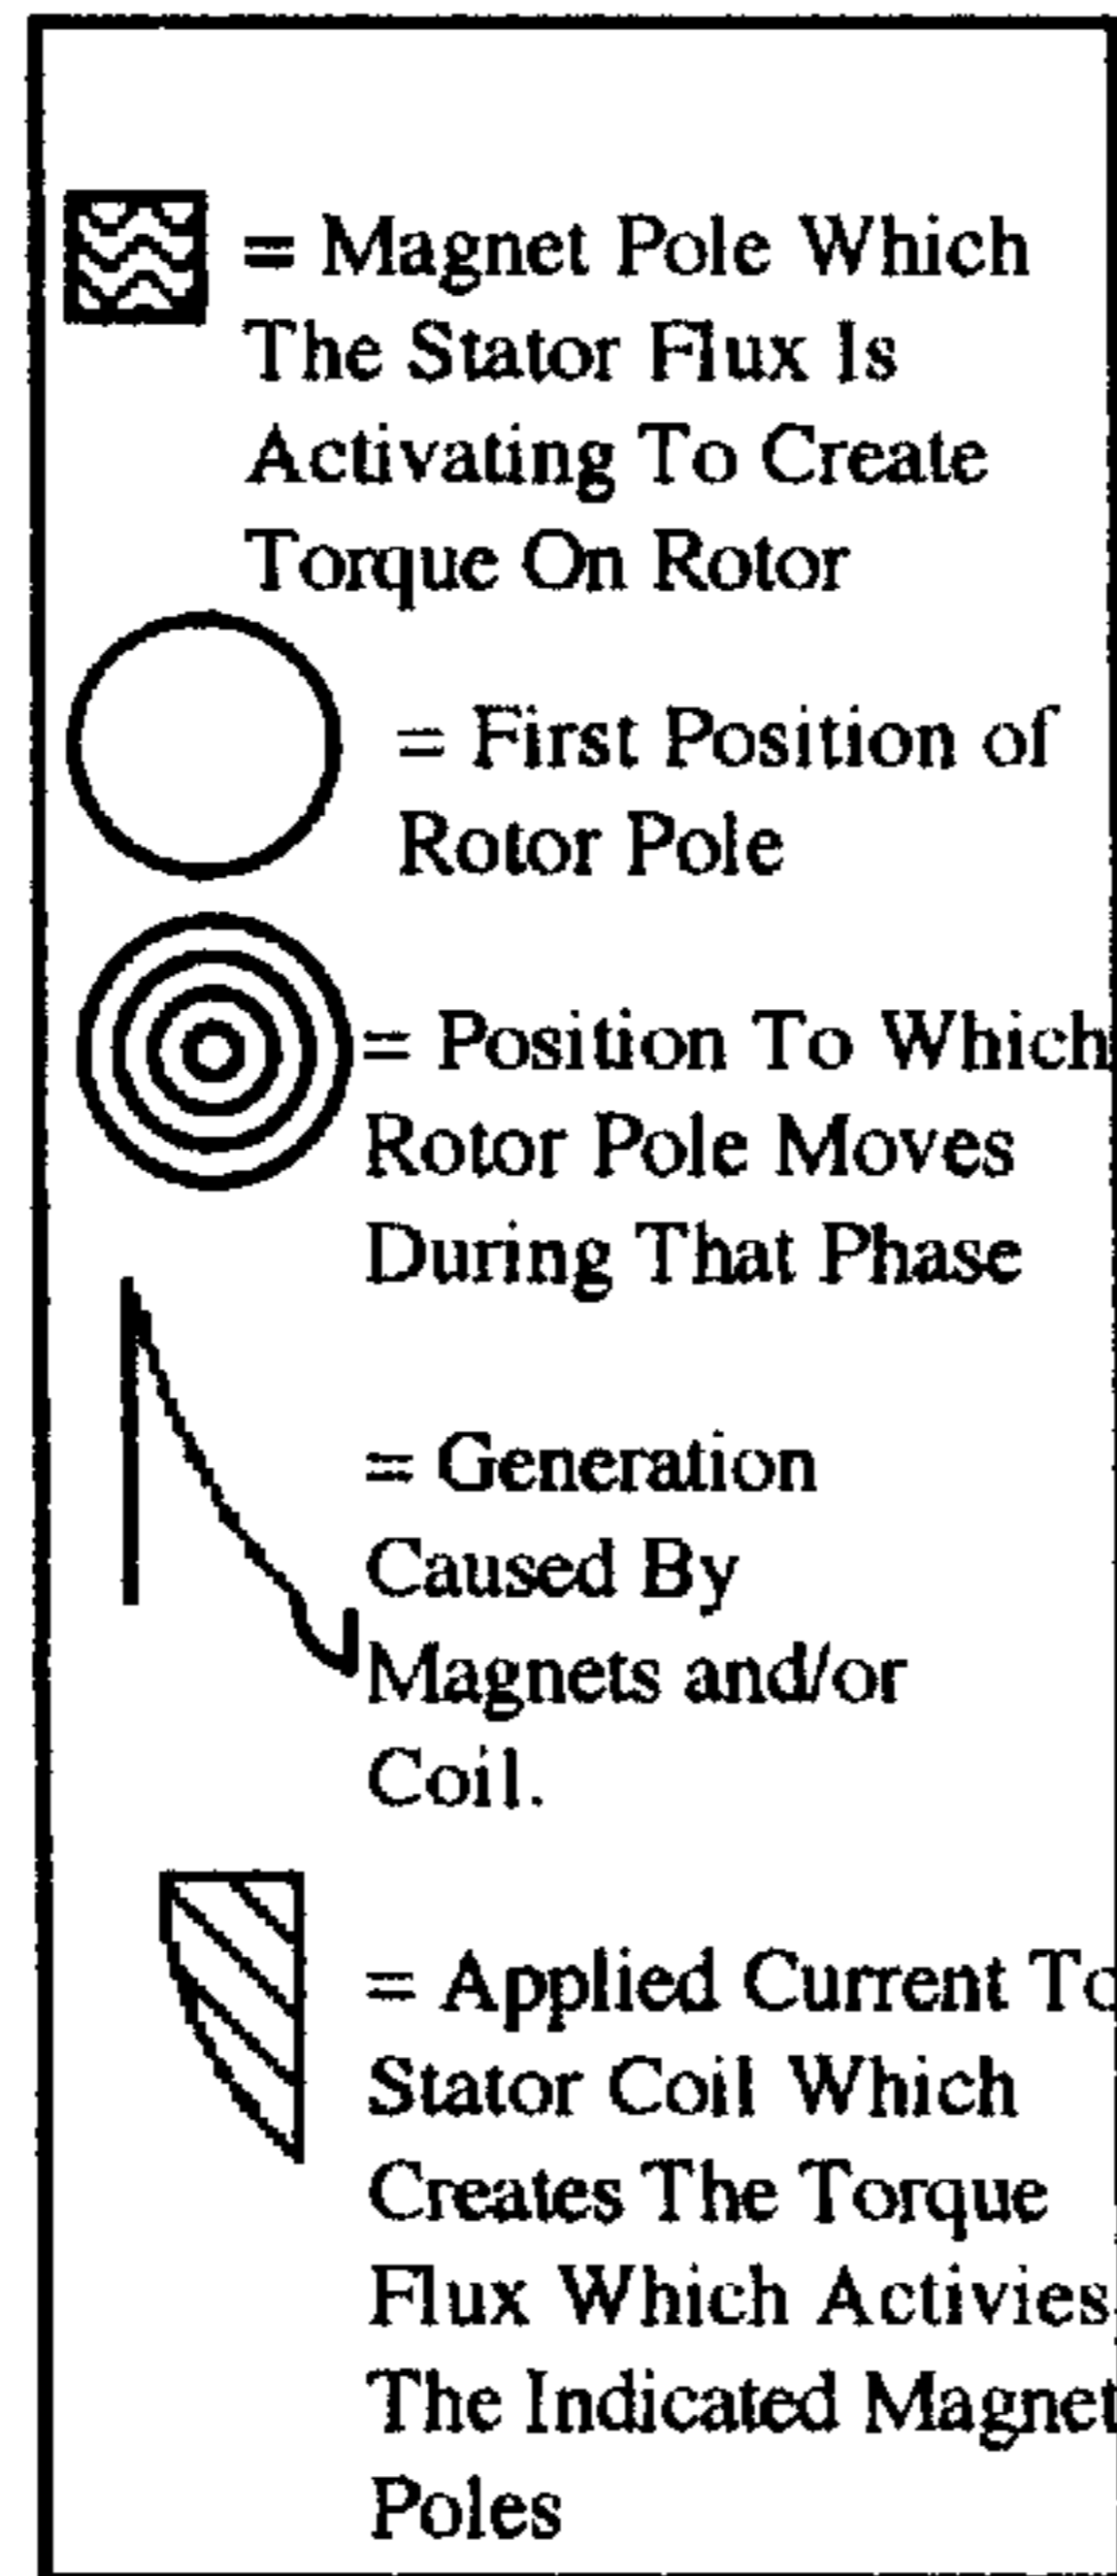 = Magnet Pole Which
The Stator Flux Is
Activating To Create
Torque On Rotor
= First Position of
Rotor Pole
= Position To Which
Rotor Pole Moves
During That Phase
= Generation
Caused By
Magnets and/or
Coil.
= Applied Current To
Stator Coil Which
Creates The Torque
Flux Which Activies
The Indicated Magnet
Poles